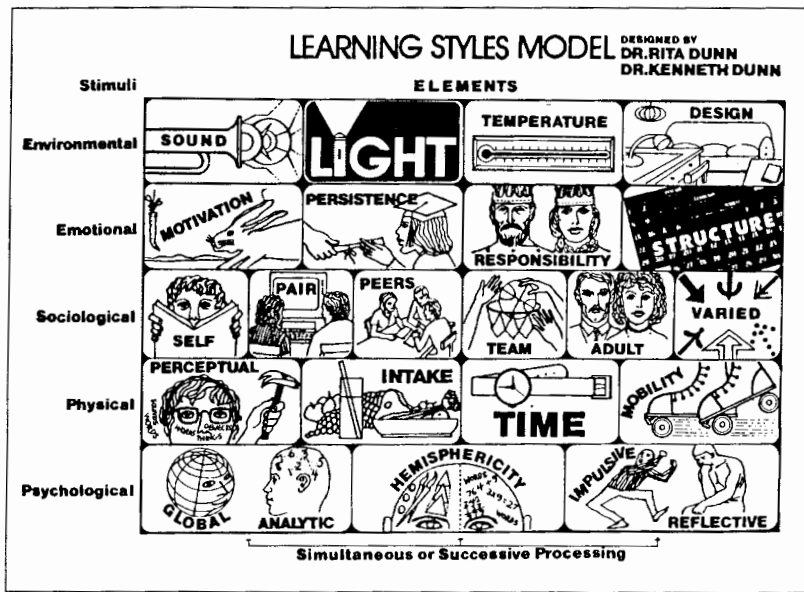 LEARNING STYLES MODEL
DESIGNED BY
DR. RITA DUNN
DR. KENNETH DUNN
Stimuli
ELEMENTS
Environmental
SOUND
LIGHT
TEMPERATURE
DESIGN
Emotional
MOTIVATION
PERSISTENCE
RESPONSIBILITY
STRUCTURE
Sociological
SELF
PAIR
PEERS
TEAM
ADULT
VARIED
Physical
PERCEPTUAL
INTAKE
TIME
MOBILITY
Psychological
GLOBAL
ANALYTIC
HEMISPHERICITY
WORDS
IMPULSIVE
REFLECTIVE
Simultaneous or Successive Processing